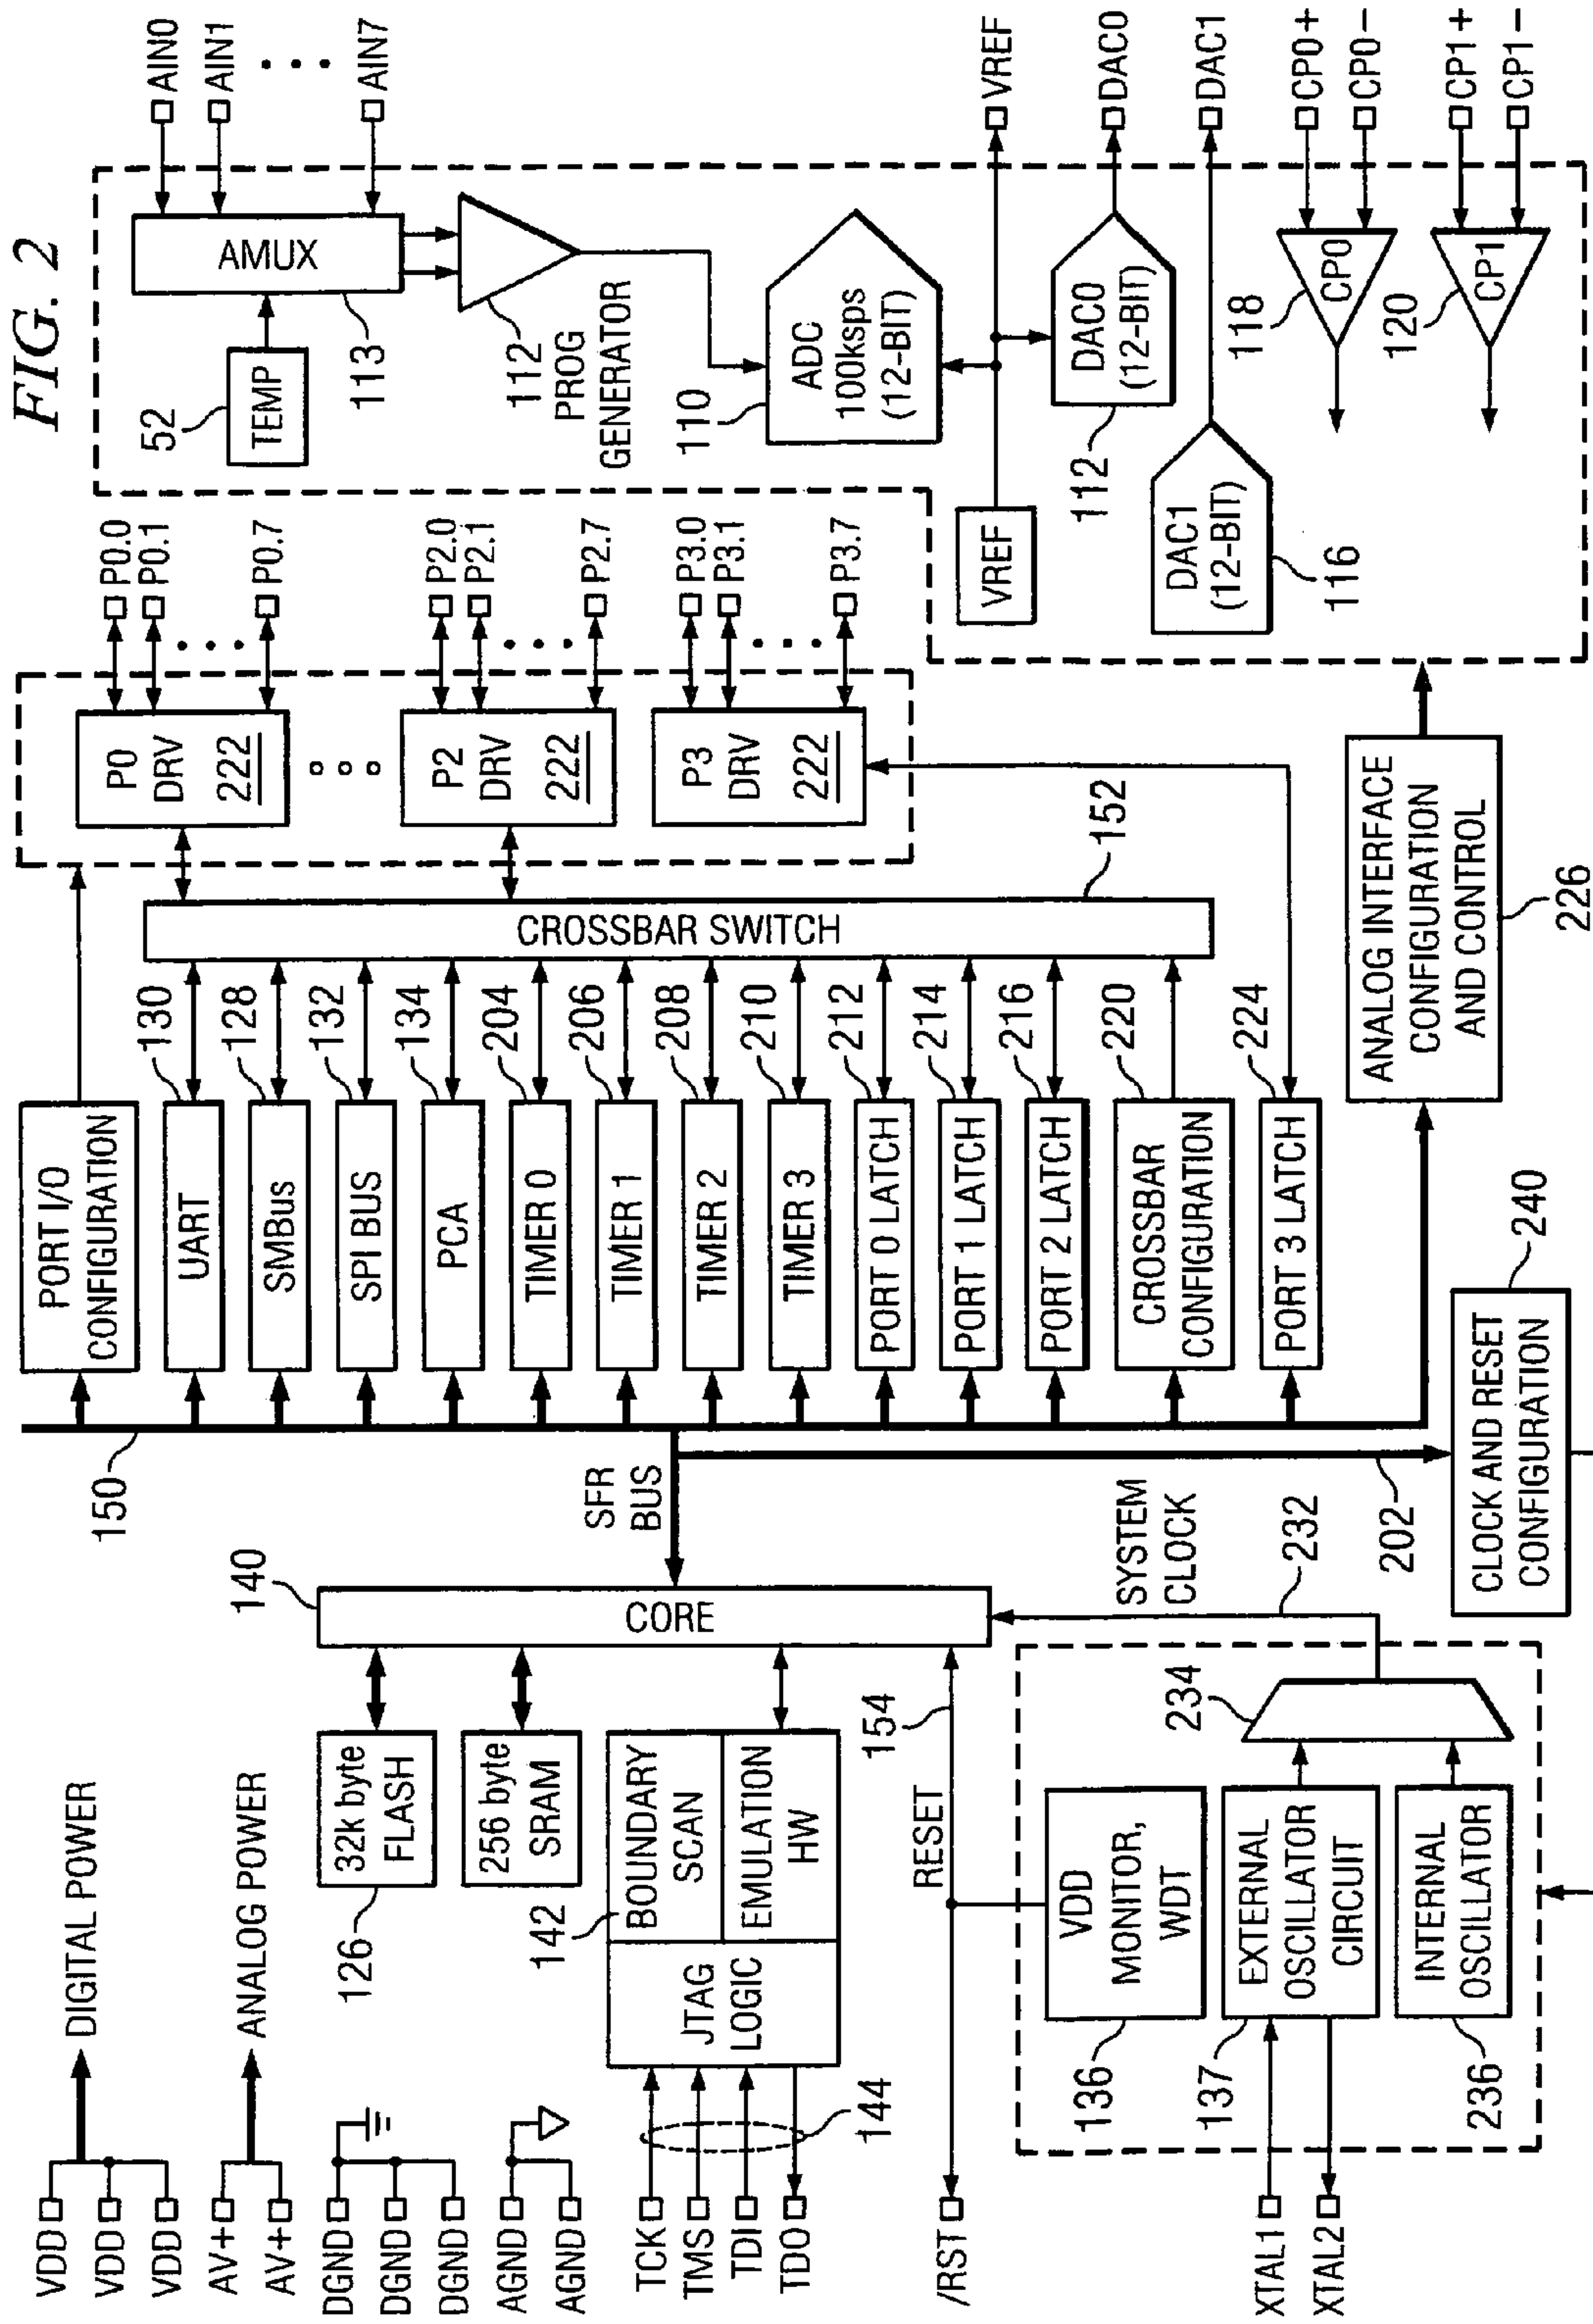 FIG. 2
VDD
VDD
VDD
DIGITAL POWER
AV+
AV+
ANALOG POWER
DGND
DGND
DGND
AGND
AGND
TCK
TMS
TDI
TDO
144
/RST
XTAL1
XTAL2
32k byte
FLASH
126
256 byte
SRAM
142
JTAG
LOGIC
BOUNDARY
SCAN
EMULATION
HW
RESET
154
VDD
MONITOR,
WDT
136
EXTERNAL
OSCILLATOR
CIRCUIT
137
INTERNAL
OSCILLATOR
236
234
140
CORE
SYSTEM
CLOCK
232
SFR
BUS
150
202
CLOCK AND RESET
CONFIGURATION
240
PORT I/O
CONFIGURATION
UART
130
SMBus
128
SPI BUS
132
PCA
134
TIMER 0
204
TIMER 1
206
TIMER 2
208
TIMER 3
210
PORT 0 LATCH
212
PORT 1 LATCH
214
PORT 2 LATCH
216
CROSSBAR
CONFIGURATION
220
PORT 3 LATCH
224
ANALOG INTERFACE
CONFIGURATION
AND CONTROL
226
CROSSBAR SWITCH
152
P0
DRV
222
P2
DRV
222
P3
DRV
222
P0.0
P0.1
P0.7
P2.0
P2.1
P2.7
P3.0
P3.1
P3.7
52
TEMP
AMUX
113
AIN0
AIN1
AIN7
112
PROG
GENERATOR
110
ADC
100ksps
(12-BIT)
VREF
VREF
112
DAC0
(12-BIT)
DAC0
DAC1
(12-BIT)
116
DAC1
118
CP0
CP0+
CP0-
120
CP1
CP1+
CP1-